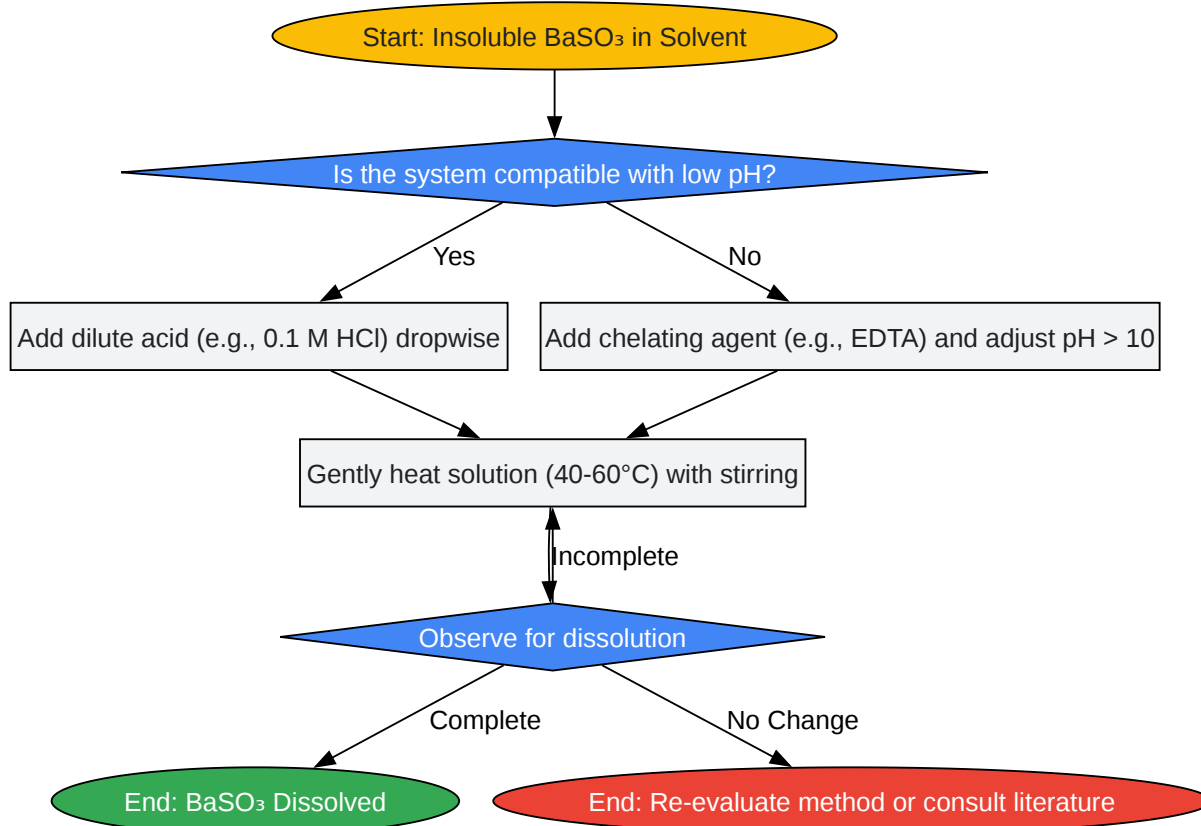 Start: Insoluble BaSO₃ in Solvent
Is the system compatible with low pH?
Yes
No
Add dilute acid (e.g., 0.1 M HCl) dropwise
Add chelating agent (e.g., EDTA) and adjust pH > 10
Gently heat solution (40-60°C) with stirring
Incomplete
Observe for dissolution
Complete
No Change
End: BaSO₃ Dissolved
End: Re-evaluate method or consult literature